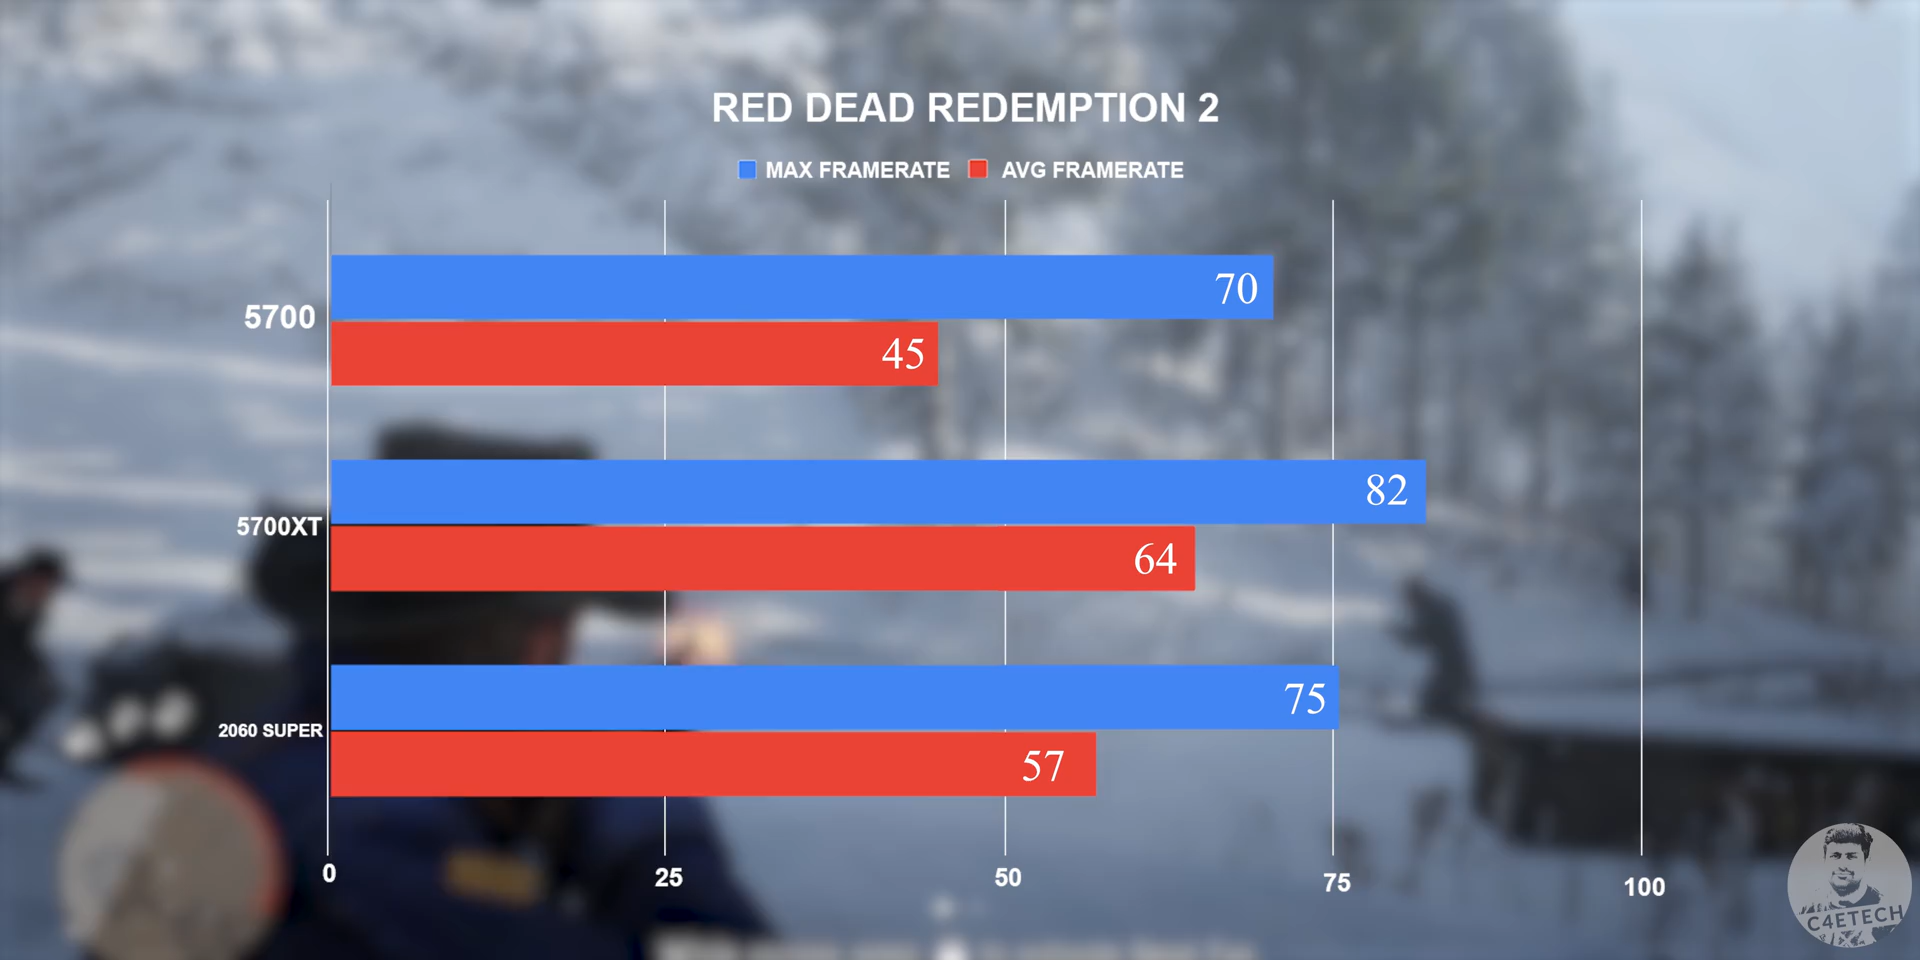 RED DEAD REDEMPTION 2
MAX FRAMERATE AVG FRAMERATE
5700
70
45
5700XT
82
64
2060 SUPER
75
57
0 25 50 75 100
C4ETECH